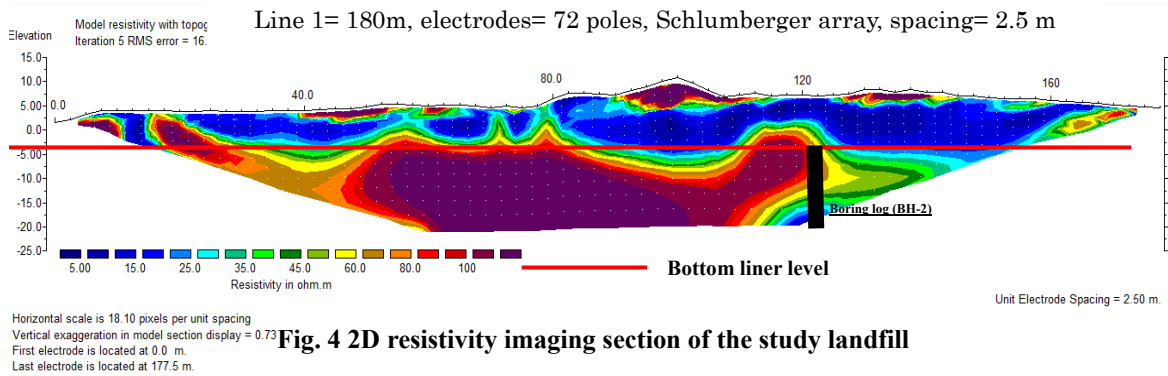 Line 1= 180m, electrodes= 72 poles, Schlumberger array, spacing= 2.5 m
Model resistivity with
Elevation
Iteration 5 RMS error = 16.
15.0
10.0
5.00
0.0
-5.00
-10.0
-15.0
-20.0
-25.0
0.0
40.0
80.0
120
160
Boring log (BH-2)
5.00 15.0 25.0 35.0 45.0 60.0 80.0 100
Resistivity in ohm.m
Bottom liner level
Unit Electrode Spacing = 2.50 m.
Horizontal scale is 18.10 pixels per unit spacing
Vertical exaggeration in model section display = 0.73
First electrode is located at 0.0 m.
Last electrode is located at 177.5 m.
Fig. 4 2D resistivity imaging section of the study landfill